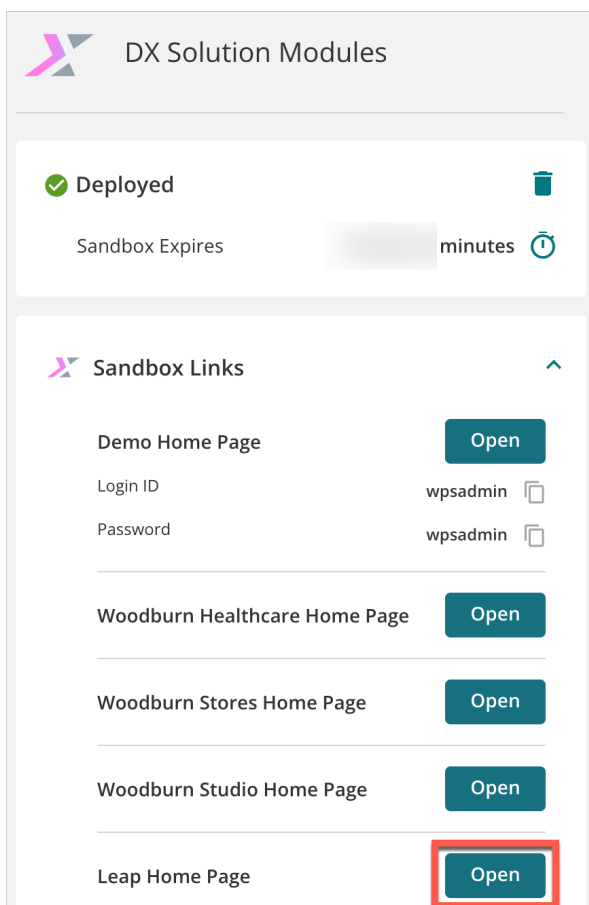 DX Solution Modules
Deployed
Sandbox Expires minutes
Sandbox Links
Demo Home Page Open
Login ID wpsadmin
Password wpsadmin
Woodburn Healthcare Home Page Open
Woodburn Stores Home Page Open
Woodburn Studio Home Page Open
Leap Home Page Open